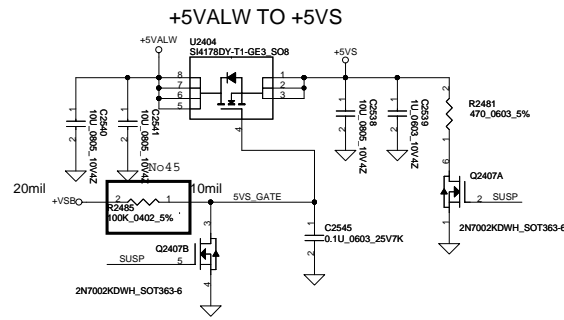 +5VALW TO +5VS
+5VALW
U2404
SI4178DY-T1-GE3_SO8
+5VS
8
7
6
5
1
2
3
4
C2540
10U_0805_10V4Z
1
2
C2541
10U_0805_10V4Z
1
2
C2538
10U_0805_10V4Z
1
2
C2539
1U_0603_10V4Z
1
2
R2481
470_0603_5%
2
1
No45
20mil
10mil
+VSB
2
1
R2485
100K_0402_5%
5VS_GATE
6
Q2407A
2
SUSP
1
2N7002KDWH_SOT363-6
3
Q2407B
SUSP
5
4
2N7002KDWH_SOT363-6
1
C2545
0.1U_0603_25V7K
2